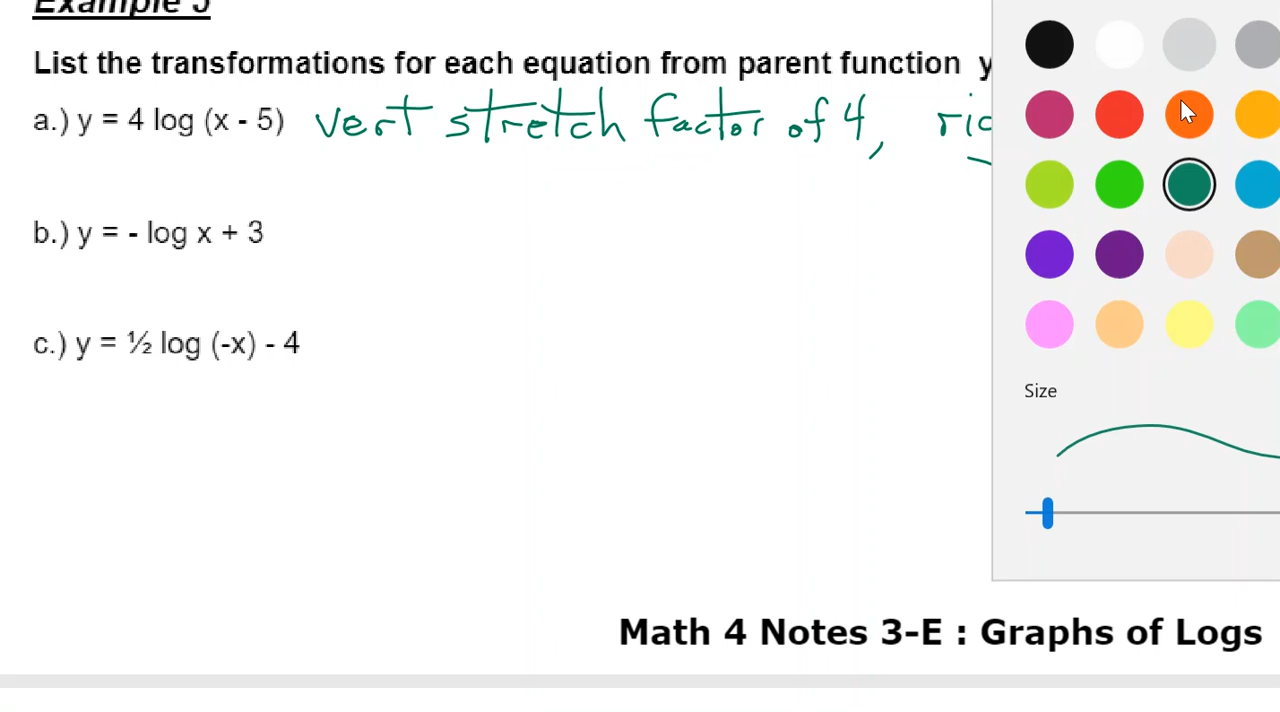 Example 5
List the transformations for each equation from parent function y
a.) y = 4 log (x - 5) vert stretch factor of 4,
b.) y = - log x + 3
c.) y = ½ log (-x) - 4
Size
Math 4 Notes 3-E : Graphs of Logs